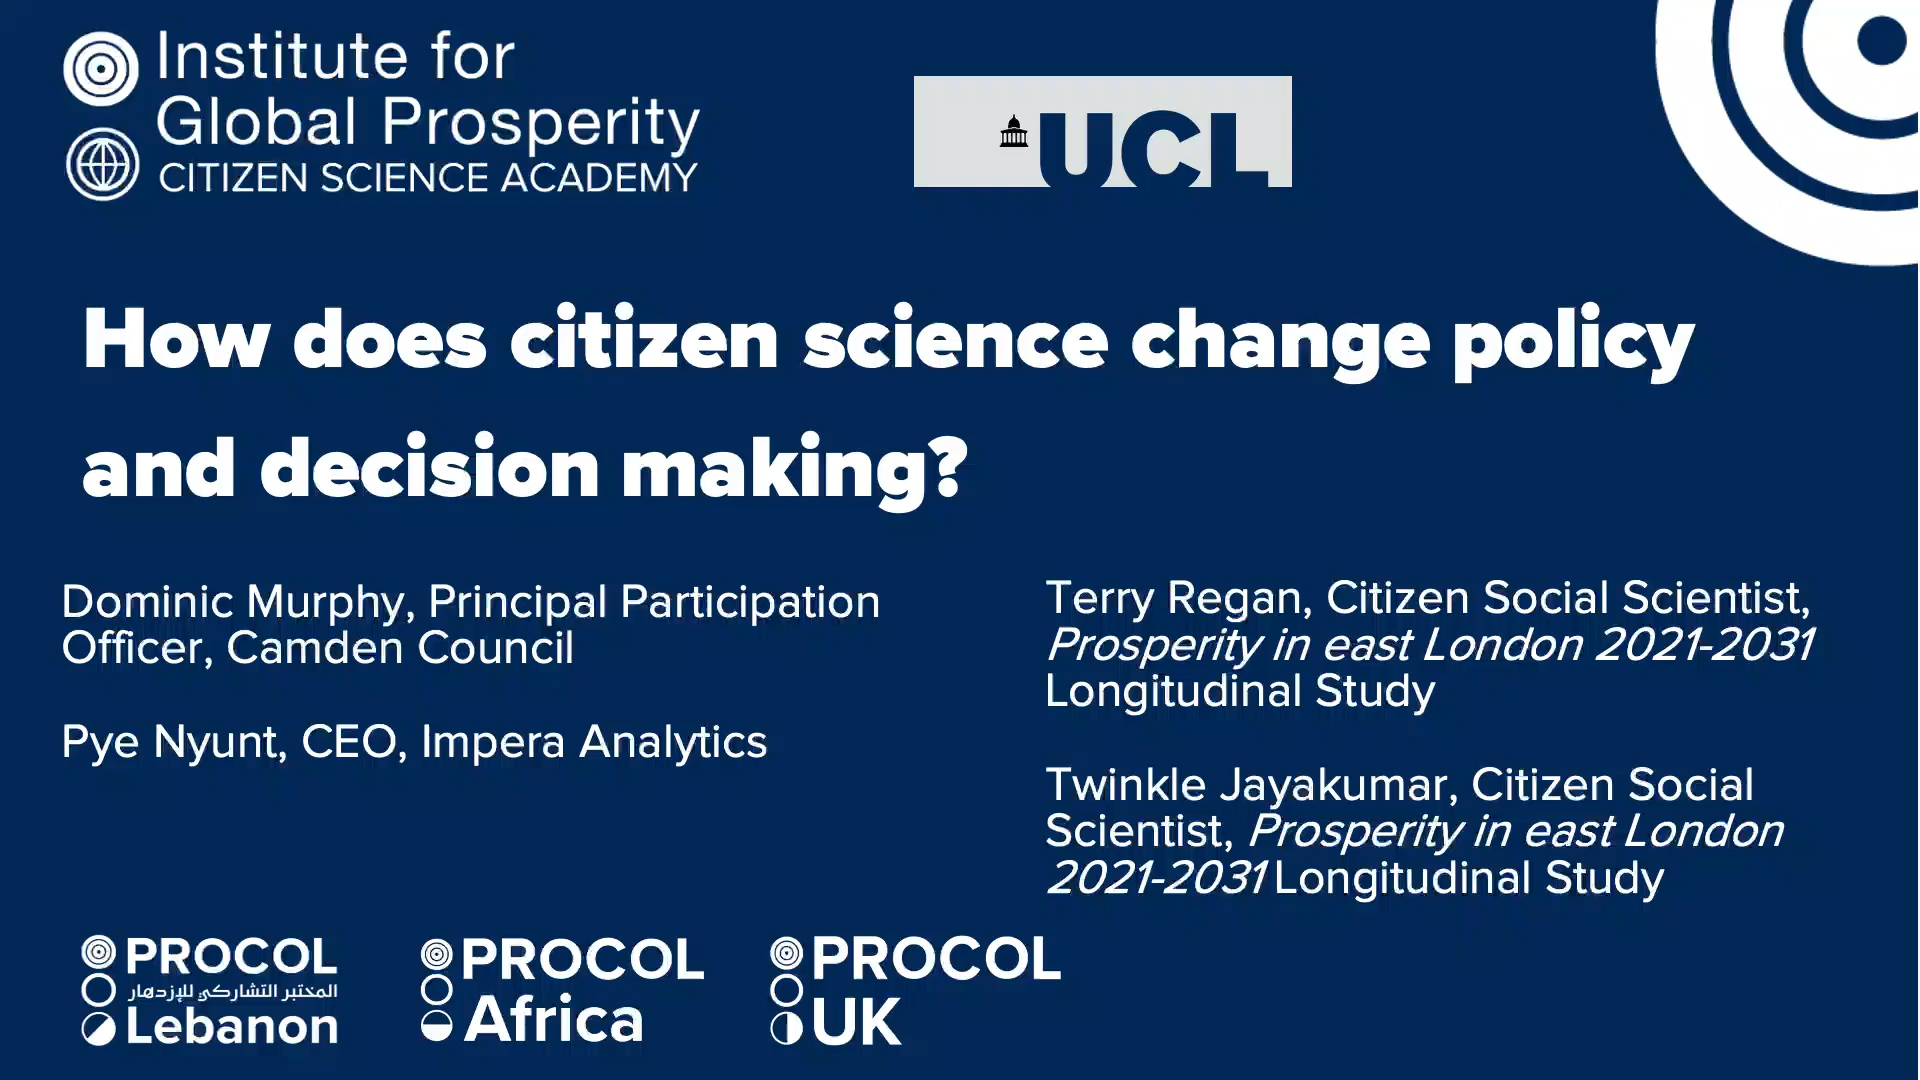 Institute for
Global Prosperity
CITIZEN SCIENCE ACADEMY
UCL
How does citizen science change policy
and decision making?
Dominic Murphy, Principal Participation
Officer, Camden Council
Pye Nyunt, CEO, Impera Analytics
Terry Regan, Citizen Social Scientist,
Prosperity in east London 2021-2031
Longitudinal Study
Twinkle Jayakumar, Citizen Social
Scientist, Prosperity in east London
2021-2031 Longitudinal Study
PROCOL
المختبر التشاركي للإزدهار
Lebanon
PROCOL
Africa
PROCOL
UK